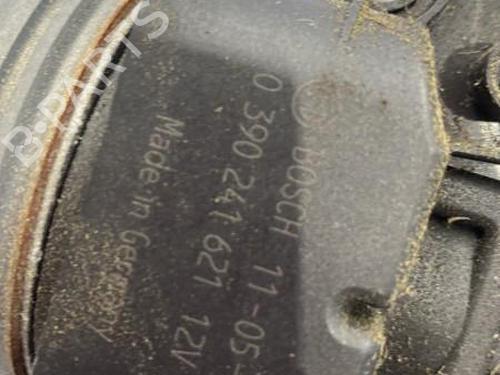 BOSCH 11-05
0 390 241 621 12V
Made in Germany
B-PARTS